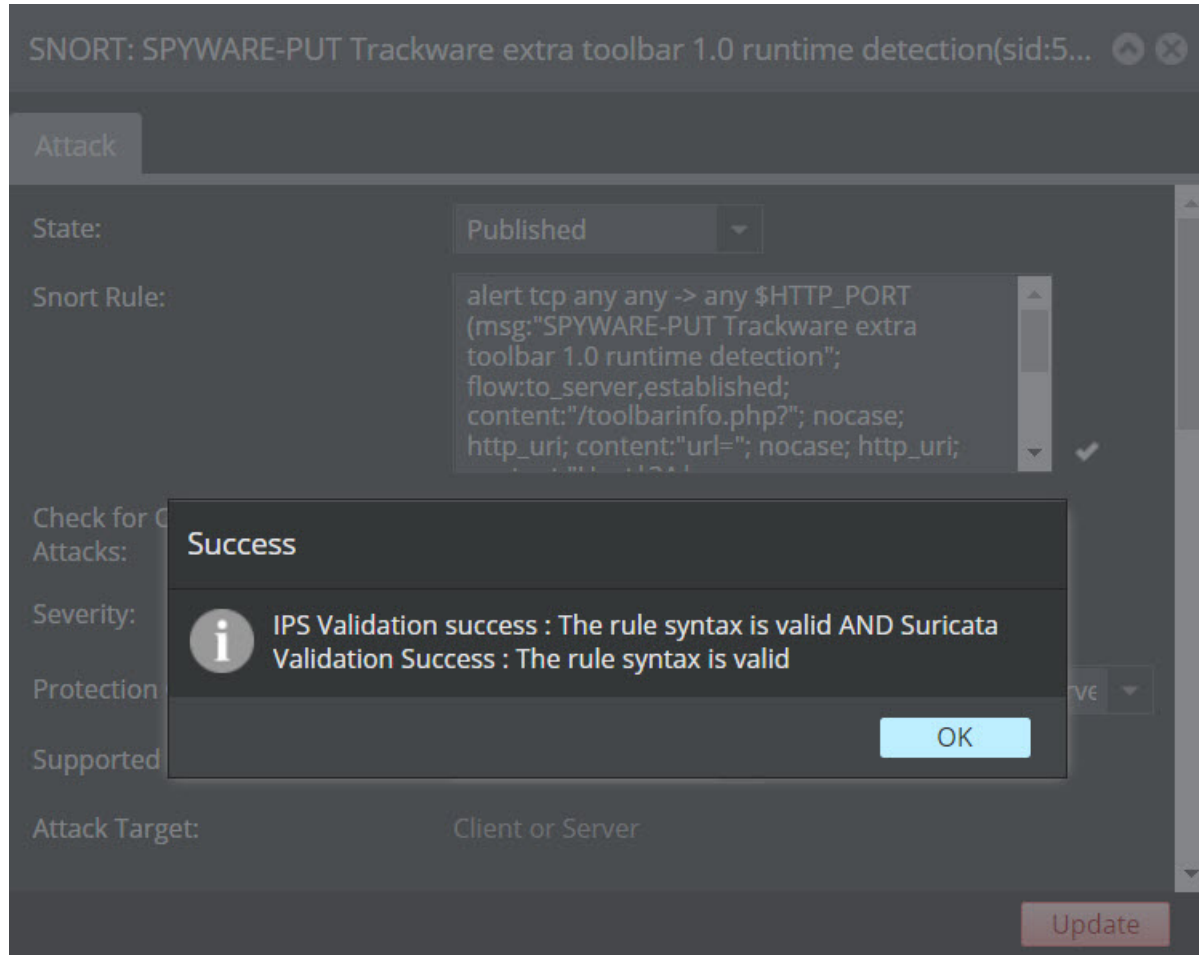 SNORT: SPYWARE-PUT Trackware extra toolbar 1.0 runtime detection(sid:5...
Attack
State:
Published
Snort Rule:
alert tcp any any -> any $HTTP_PORT
(msg:"SPYWARE-PUT Trackware extra
toolbar 1.0 runtime detection";
flow:to_server,established;
content:"/toolbarinfo.php?"; nocase;
http_uri; content:"url="; nocase; http_uri;
Check for
Attacks:
Success
Severity:
IPS Validation success : The rule syntax is valid AND Suricata
Validation Success : The rule syntax is valid
Protection
OK
Supported
Attack Target:
Client or Server
Update